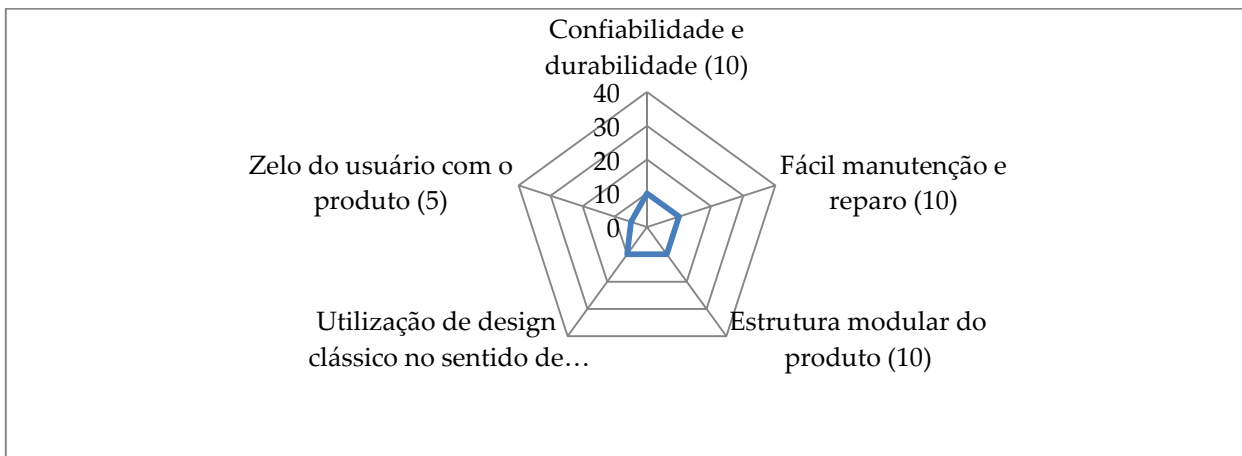 Confiabilidade e
durabilidade (10)
40
30
20
10
0
Zelo do usuário com o
produto (5)
Fácil manutenção e
reparo (10)
Utilização de design
clássico no sentido de…
Estrutura modular do
produto (10)